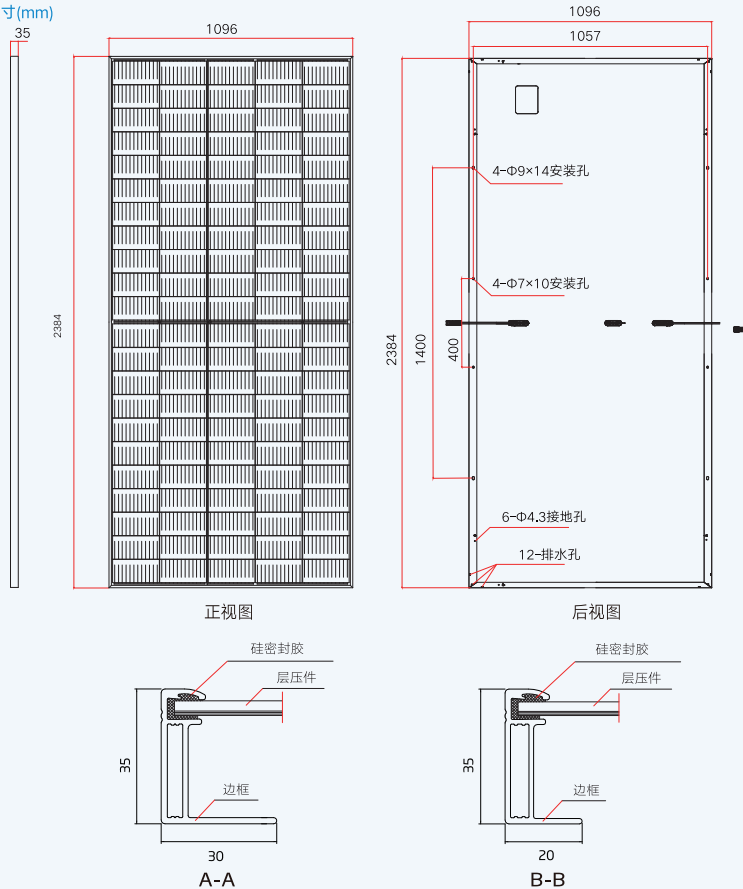 寸(mm)
35
1096
2384
正视图
1096
1057
4-Φ9×14安装孔
4-Φ7×10安装孔
2384
1400
400
6-Φ4.3接地孔
12-排水孔
后视图
硅密封胶
层压件
35
边框
30
A-A
硅密封胶
层压件
35
边框
20
B-B